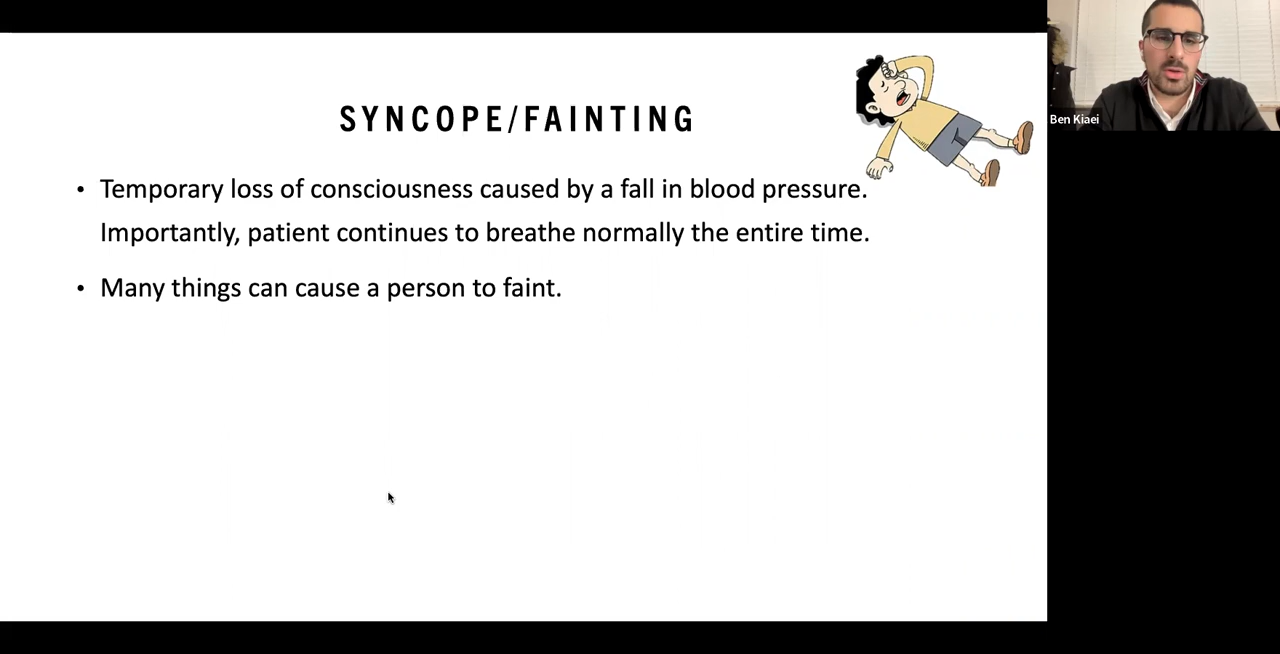 SYNCOPE/FAINTING
• Temporary loss of consciousness caused by a fall in blood pressure.
Importantly, patient continues to breathe normally the entire time.
• Many things can cause a person to faint.
Ben Kiaei